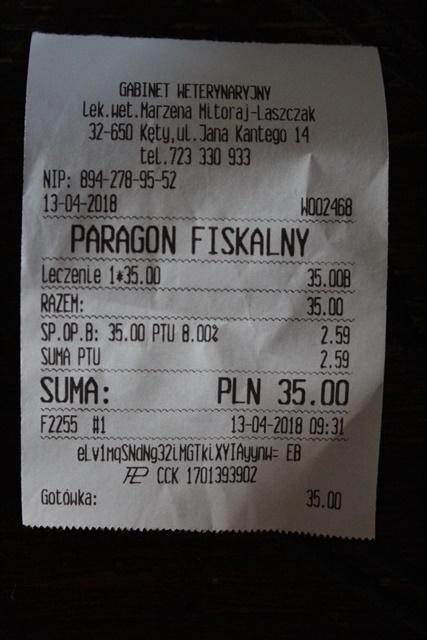 GABINET WETERYNARYJNY
Lek.wet.Marzena Mitoraj-Laszczak
32-650 Kęty,ul.Jana Kantego 14
tel.723 330 933
NIP: 894-278-95-52
13-04-2018 W002468
PARAGON FISKALNY
Leczenie 1*35.00 35.00B
RAZEM: 35.00
SP.OP.B: 35.00 PTU 8.00% 2.59
SUMA PTU 2.59
SUMA: PLN 35.00
F2255 #1 13-04-2018 09:31
eLv1mqSNdNg32iMGTkiXYIAyynw= EB
CCK 1701393902
Gotówka: 35.00